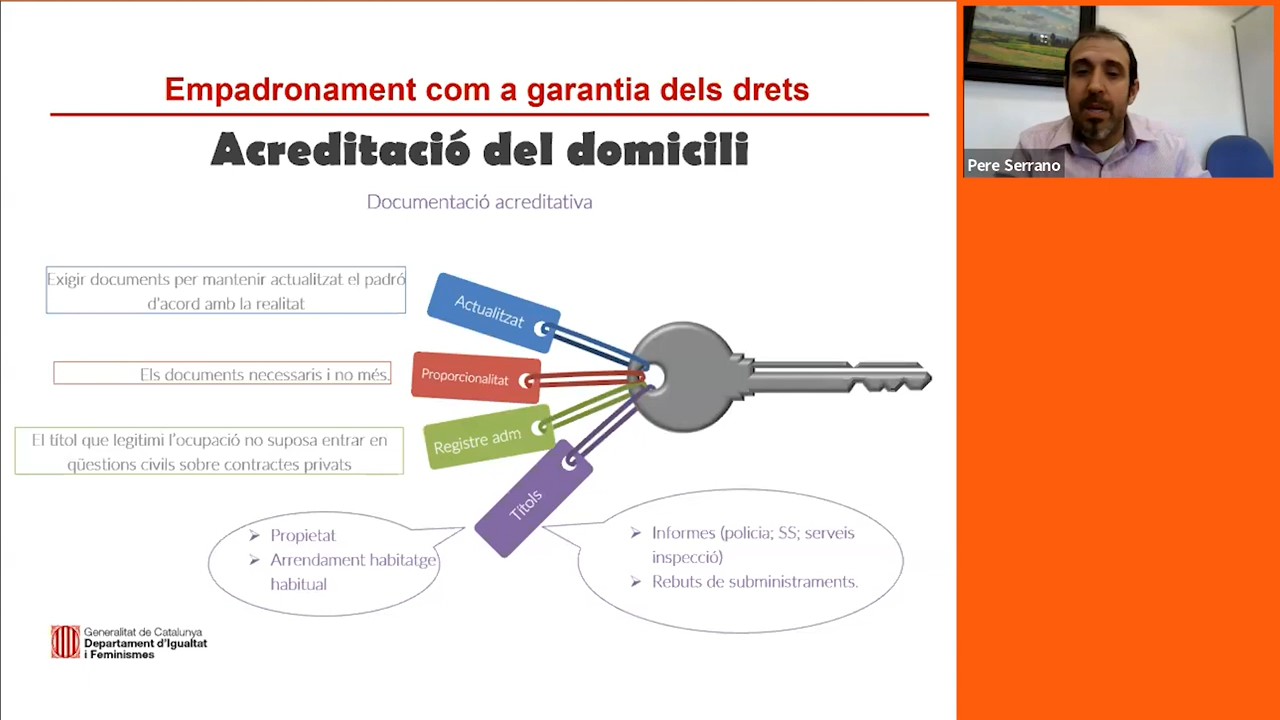 Empadronament com a garantia dels drets
Acreditació del domicili
Documentació acreditativa
Exigir documents per mantenir actualitzat el padró
d'acord amb la realitat
Actualitzat
Els documents necessaris i no més.
Proporcionalitat
El títol que legitimi l'ocupació no suposa entrar en
qüestions civils sobre contractes privats
Registre adm
Títols
Propietat
Arrendament habitatge
habitual
Informes (policia; SS; serveis
inspecció)
Rebuts de subministraments.
Generalitat de Catalunya
Departament d'Igualtat
i Feminismes
Pere Serrano